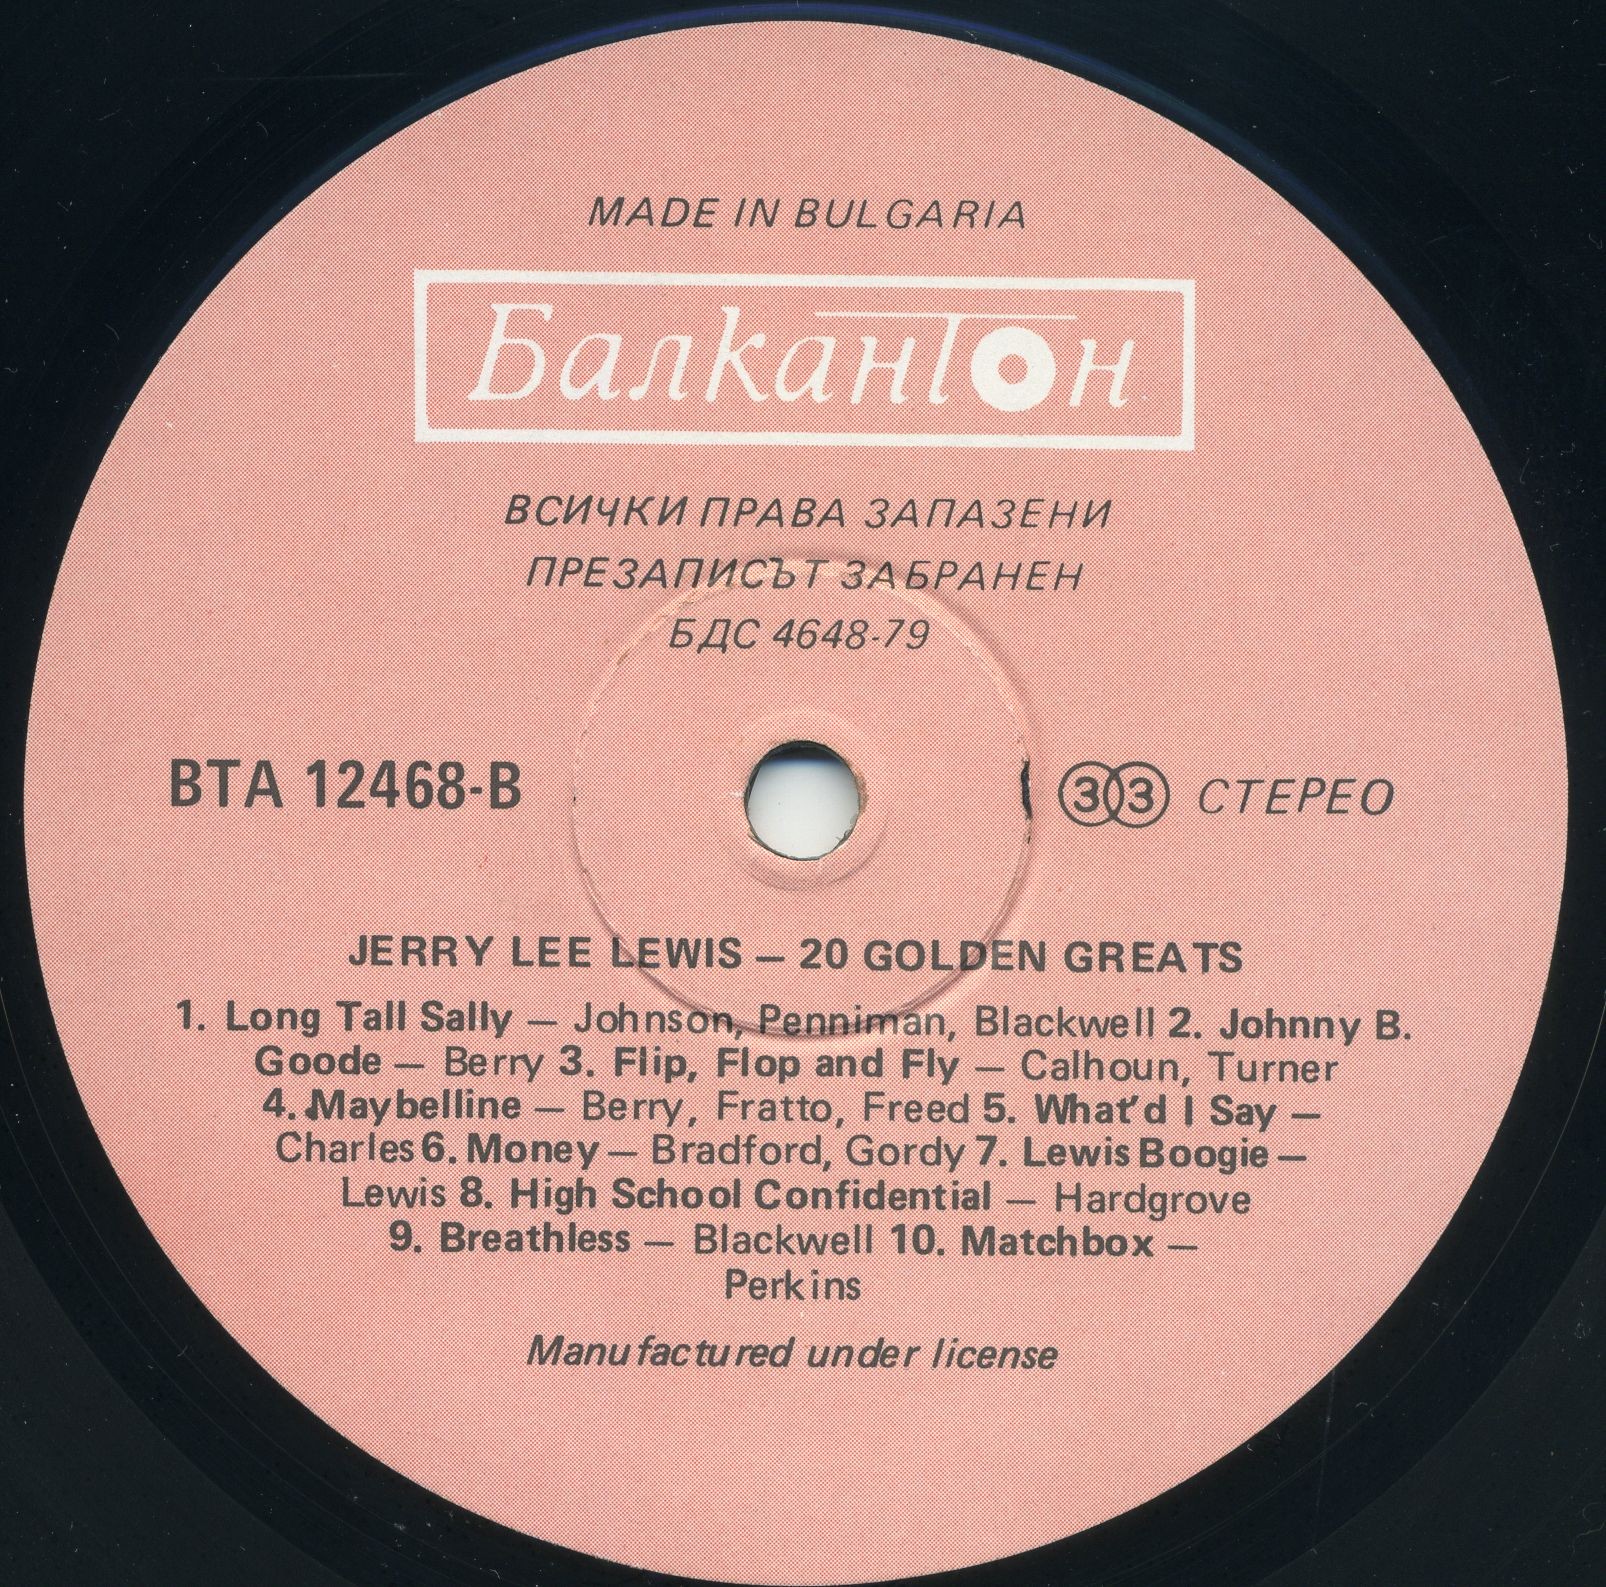 MADE IN BULGARIA
Балкантон
ВСИЧКИ ПРАВА ЗАПАЗЕНИ
ПРЕЗАПИСЪТ ЗАБРАНЕН
БДС 4648-79
ВТА 12468-В
33 СТЕРЕО
JERRY LEE LEWIS — 20 GOLDEN GREATS
1. Long Tall Sally — Johnson, Penniman, Blackwell 2. Johnny B.
Goode — Berry 3. Flip, Flop and Fly — Calhoun, Turner
4. Maybelline — Berry, Fratto, Freed 5. What'd I Say —
Charles 6. Money — Bradford, Gordy 7. Lewis Boogie —
Lewis 8. High School Confidential — Hardgrove
9. Breathless — Blackwell 10. Matchbox —
Perkins
Manufactured under license